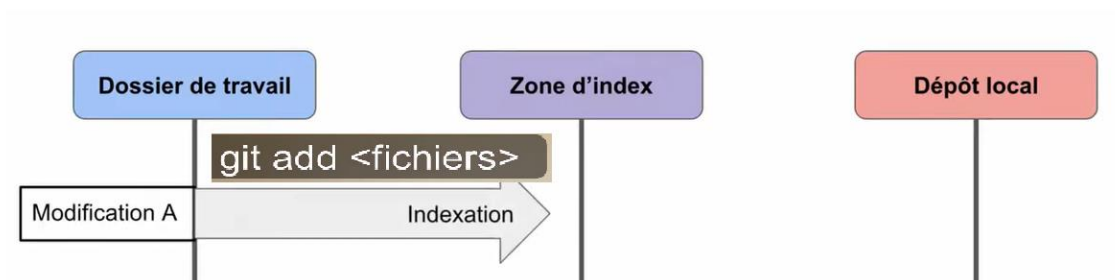 Dossier de travail
Zone d'index
Dépôt local
git add <fichiers>
Modification A
Indexation